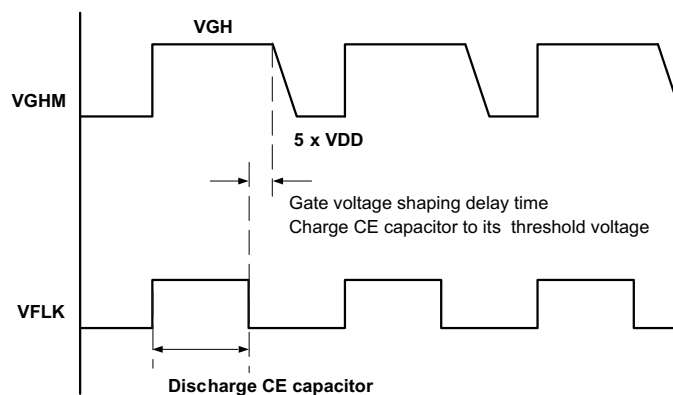 VGH
VGHM
5 x VDD
Gate voltage shaping delay time
Charge CE capacitor to its threshold voltage
VFLK
Discharge CE capacitor